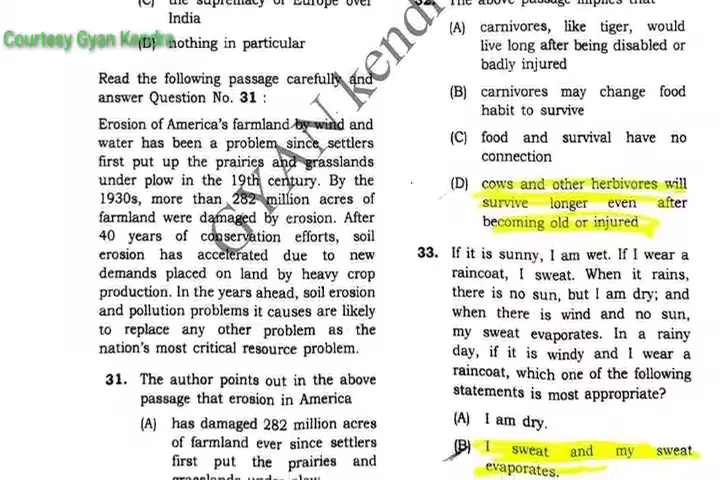 (C) the supremacy of Europe over
India
Courtesy Gyan Kendra
(D) nothing in particular
Read the following passage carefully and
answer Question No. 31 :
Erosion of America's farmland by wind and
water has been a problem since settlers
first put up the prairies and grasslands
under plow in the 19th century. By the
1930s, more than 282 million acres of
farmland were damaged by erosion. After
40 years of conservation efforts, soil
erosion has accelerated due to new
demands placed on land by heavy crop
production. In the years ahead, soil erosion
and pollution problems it causes are likely
to replace any other problem as the
nation's most critical resource problem.
31. The author points out in the above
passage that erosion in America
(A) has damaged 282 million acres
of farmland ever since settlers
first put the prairies and
grasslands under plow
GYAN kendr
32. The above passage implies that
(A) carnivores, like tiger, would
live long after being disabled or
badly injured
(B) carnivores may change food
habit to survive
(C) food and survival have no
connection
(D) cows and other herbivores will
survive longer even after
becoming old or injured
33. If it is sunny, I am wet. If I wear a
raincoat, I sweat. When it rains,
there is no sun, but I am dry; and
when there is wind and no sun,
my sweat evaporates. In a rainy
day, if it is windy and I wear a
raincoat, which one of the following
statements is most appropriate?
(A) I am dry.
(B) I sweat and my sweat
evaporates.